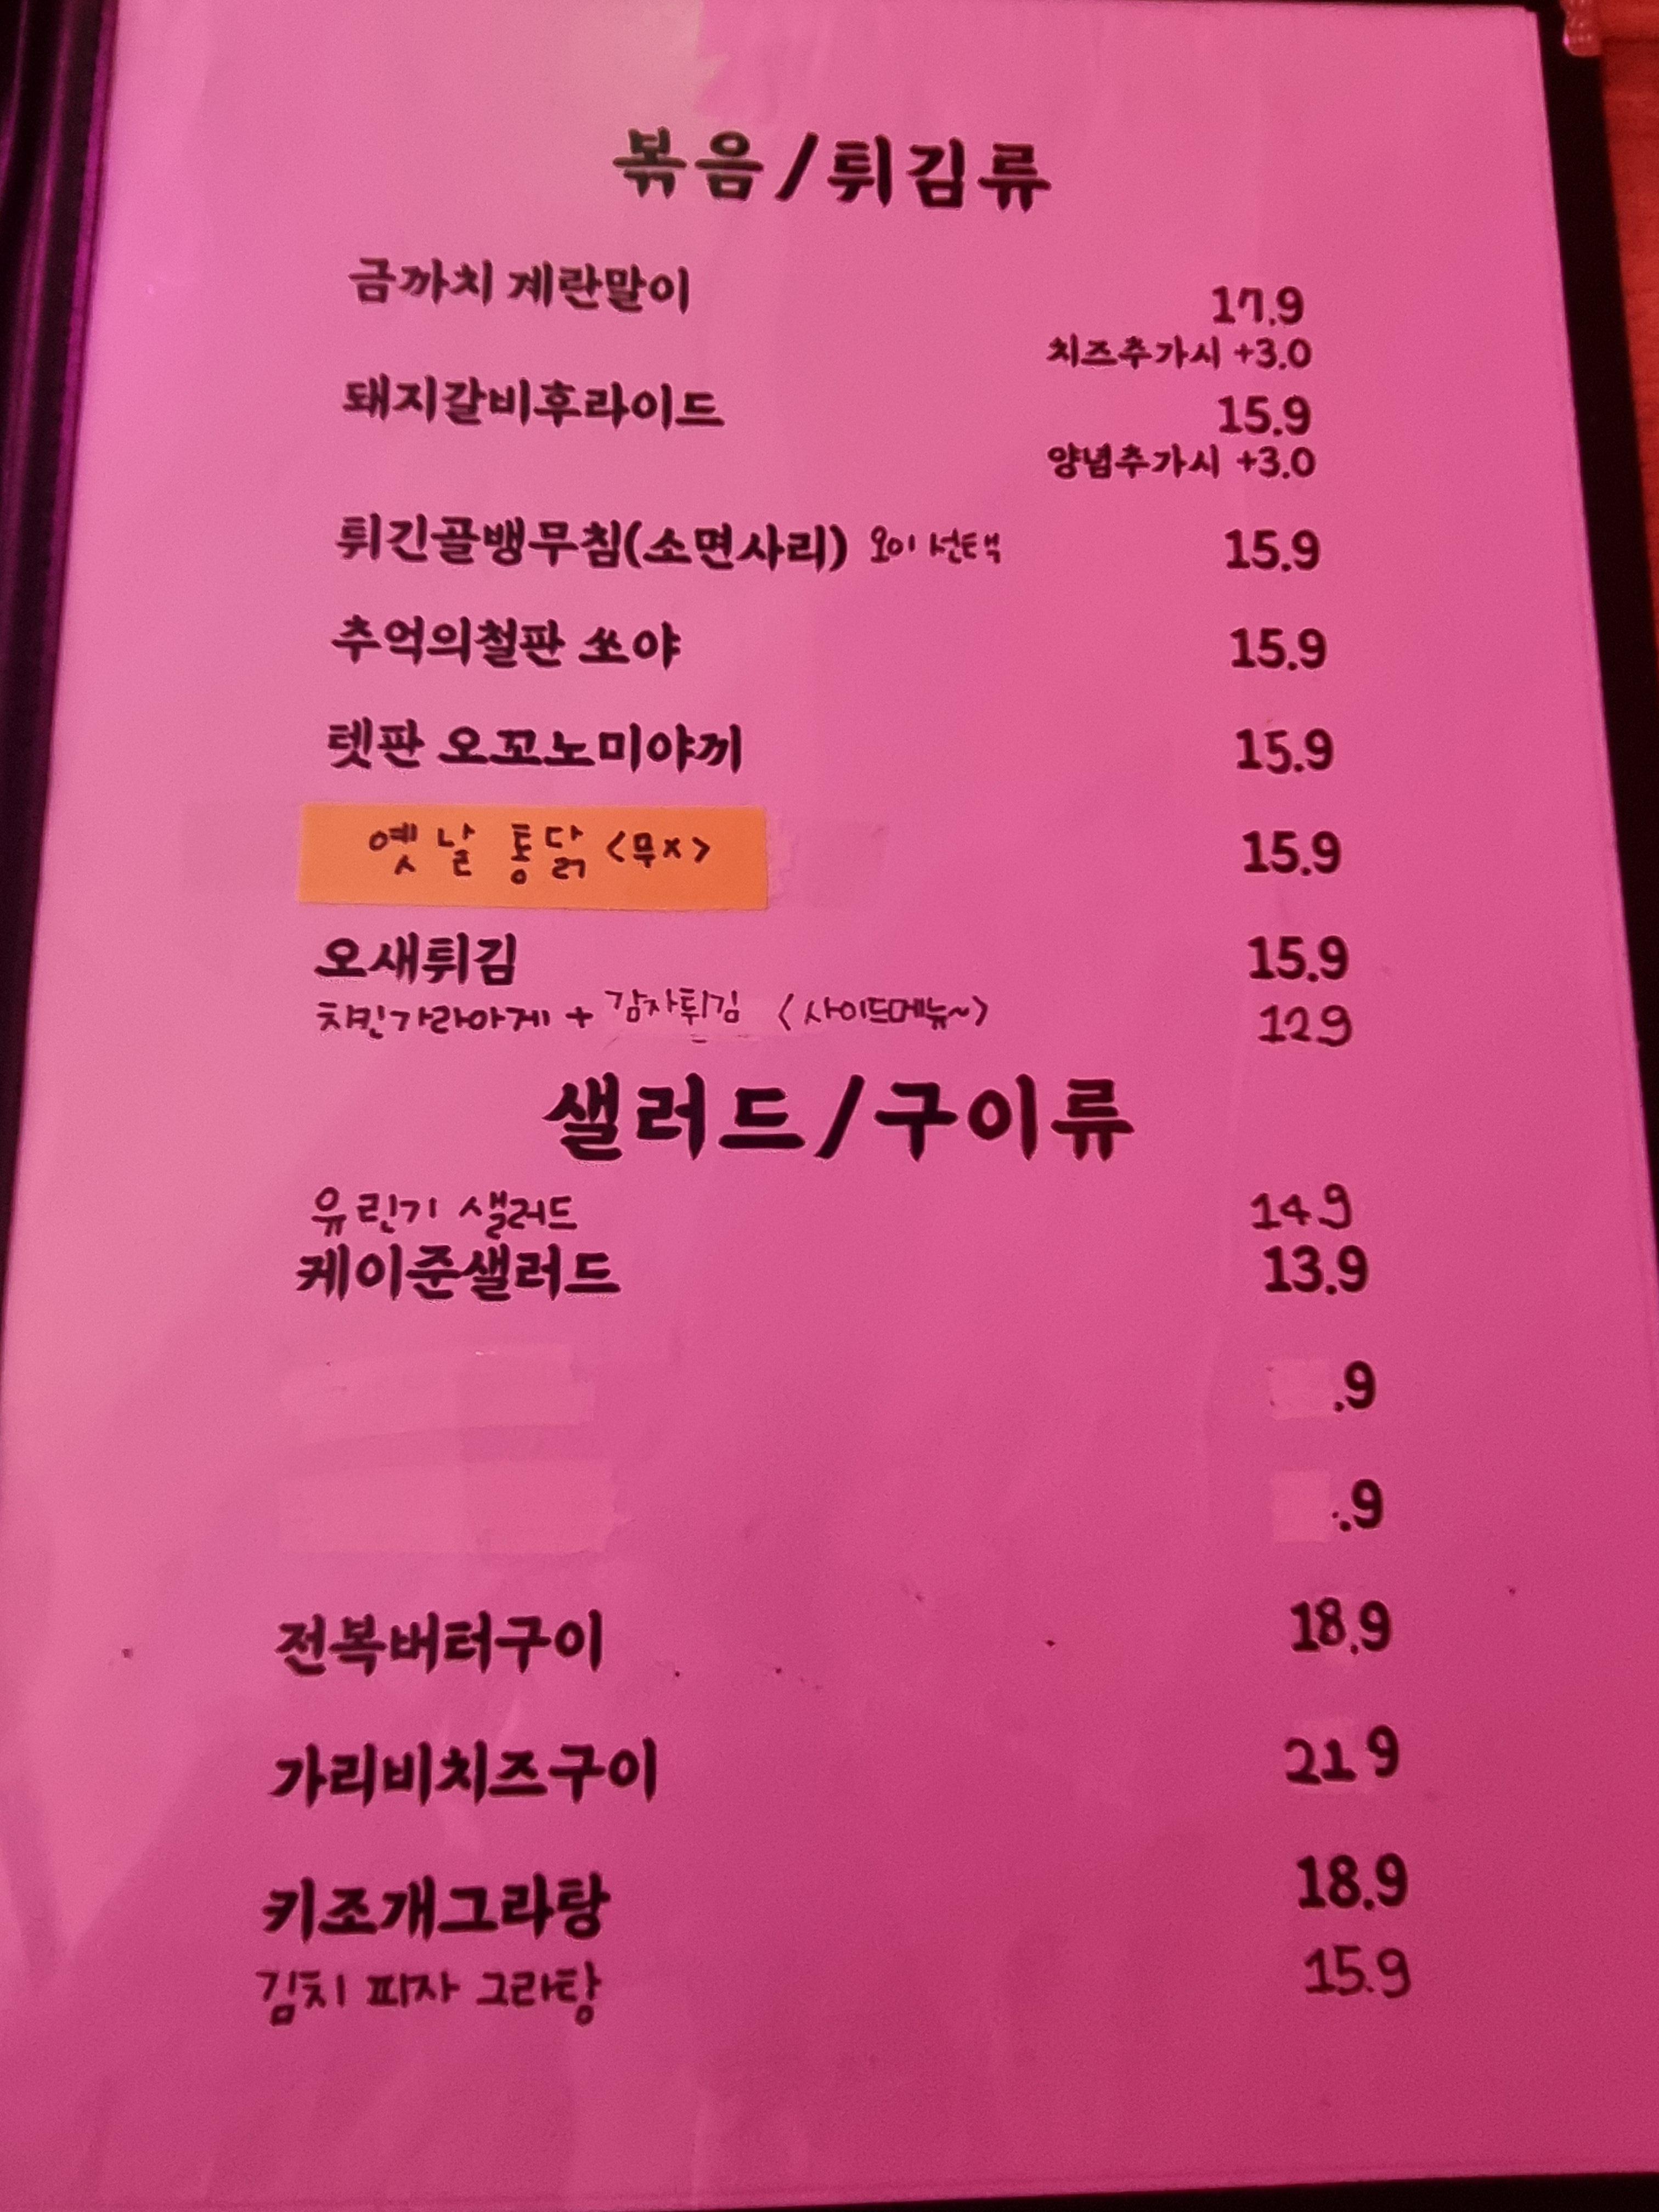 볶음/튀김류
금까치 계란말이 17.9
치즈추가시 +3.0
돼지갈비후라이드 15.9
양념추가시 +3.0
튀긴골뱅무침(소면사리) 오이 선택 15.9
추억의철판 쏘야 15.9
텟판 오꼬노미야끼 15.9
옛날 통닭 <무x> 15.9
오새튀김 15.9
치킨가라아게 + 감자튀김 <사이드메뉴~> 12.9
샐러드/구이류
유린기 샐러드 14.9
케이준샐러드 13.9
.9
.9
전복버터구이 18.9
가리비치즈구이 21 9
키조개그라탕 18.9
김치 피자 그라탕 15.9